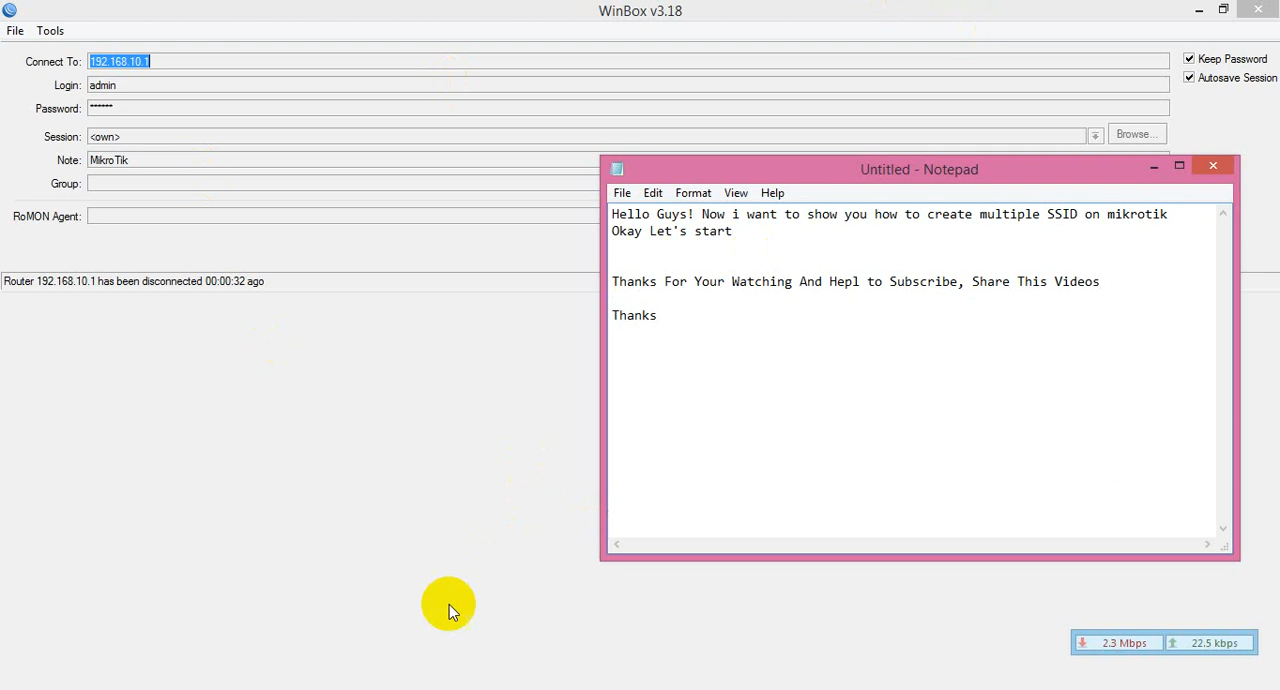 WinBox v3.18
File Tools
Connect To: 192.168.10.1
Keep Password
Login: admin
Autosave Session
Password: ******
Session: <own>
Browse...
Note: MikroTik
Group:
RoMON Agent:
Router 192.168.10.1 has been disconnected 00:00:32 ago
Untitled - Notepad
File Edit Format View Help
Hello Guys! Now i want to show you how to create multiple SSID on mikrotik
Okay Let's start
Thanks For Your Watching And Hepl to Subscribe, Share This Videos
Thanks
2.3 Mbps 22.5 kbps